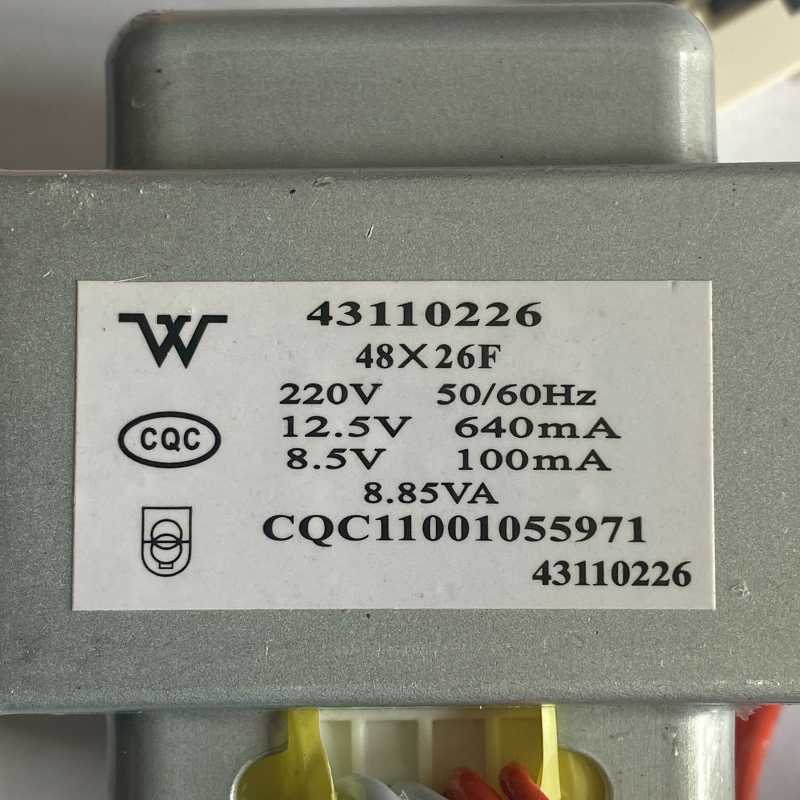 43110226
48X26F
220V 50/60Hz
12.5V 640mA
CQC
8.5V 100mA
8.85VA
CQC11001055971
43110226